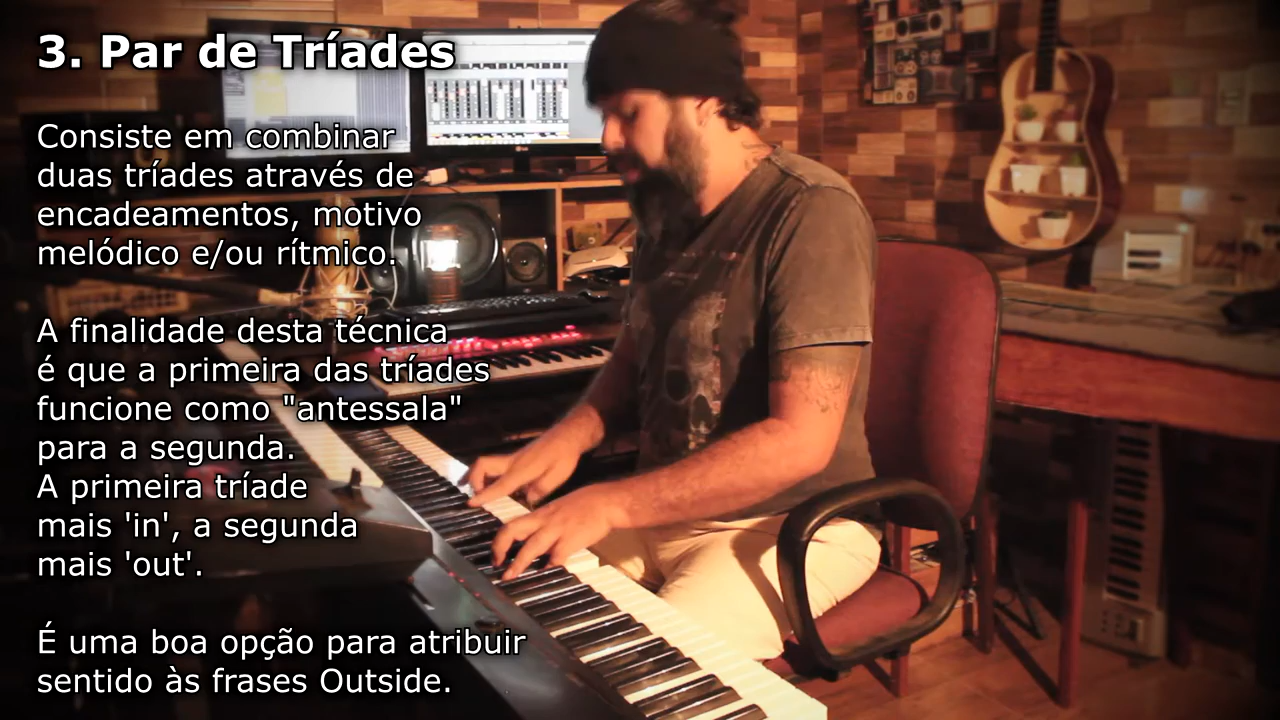 3. Par de Tríades
Consiste em combinar
duas tríades através de
encadeamentos, motivo
melódico e/ou rítmico.
A finalidade desta técnica
é que a primeira das tríades
funcione como "antessala"
para a segunda.
A primeira tríade
mais 'in', a segunda
mais 'out'.
É uma boa opção para atribuir
sentido às frases Outside.